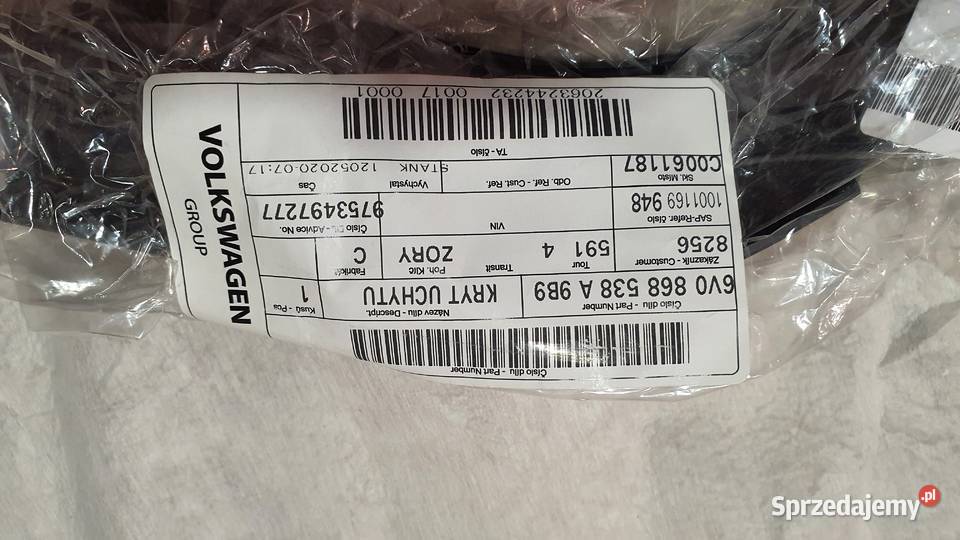 VOLKSWAGEN
GROUP
Číslo dílu - Part Number
Číslo dílu - Part Number
6V0 868 538 A 9B9
Název dílu - Descript.
KRYT UCHYTU
Kusů - Pcs
1
Zákazník - Customer
8256
Tour
591 4
Transit
Poh. Klíč
ZORY
Fabrická
C
SAP-Refer. číslo
1001169 948
VIN
Číslo DL - Advice No.
9753497277
Skl. Místo
C0061187
Odb. Ref - Cust. Ref.
Vychystal
STANK
Čas
12052020-07:17
TA - číslo
2063244232 0017 0001
Sprzedajemy.pl